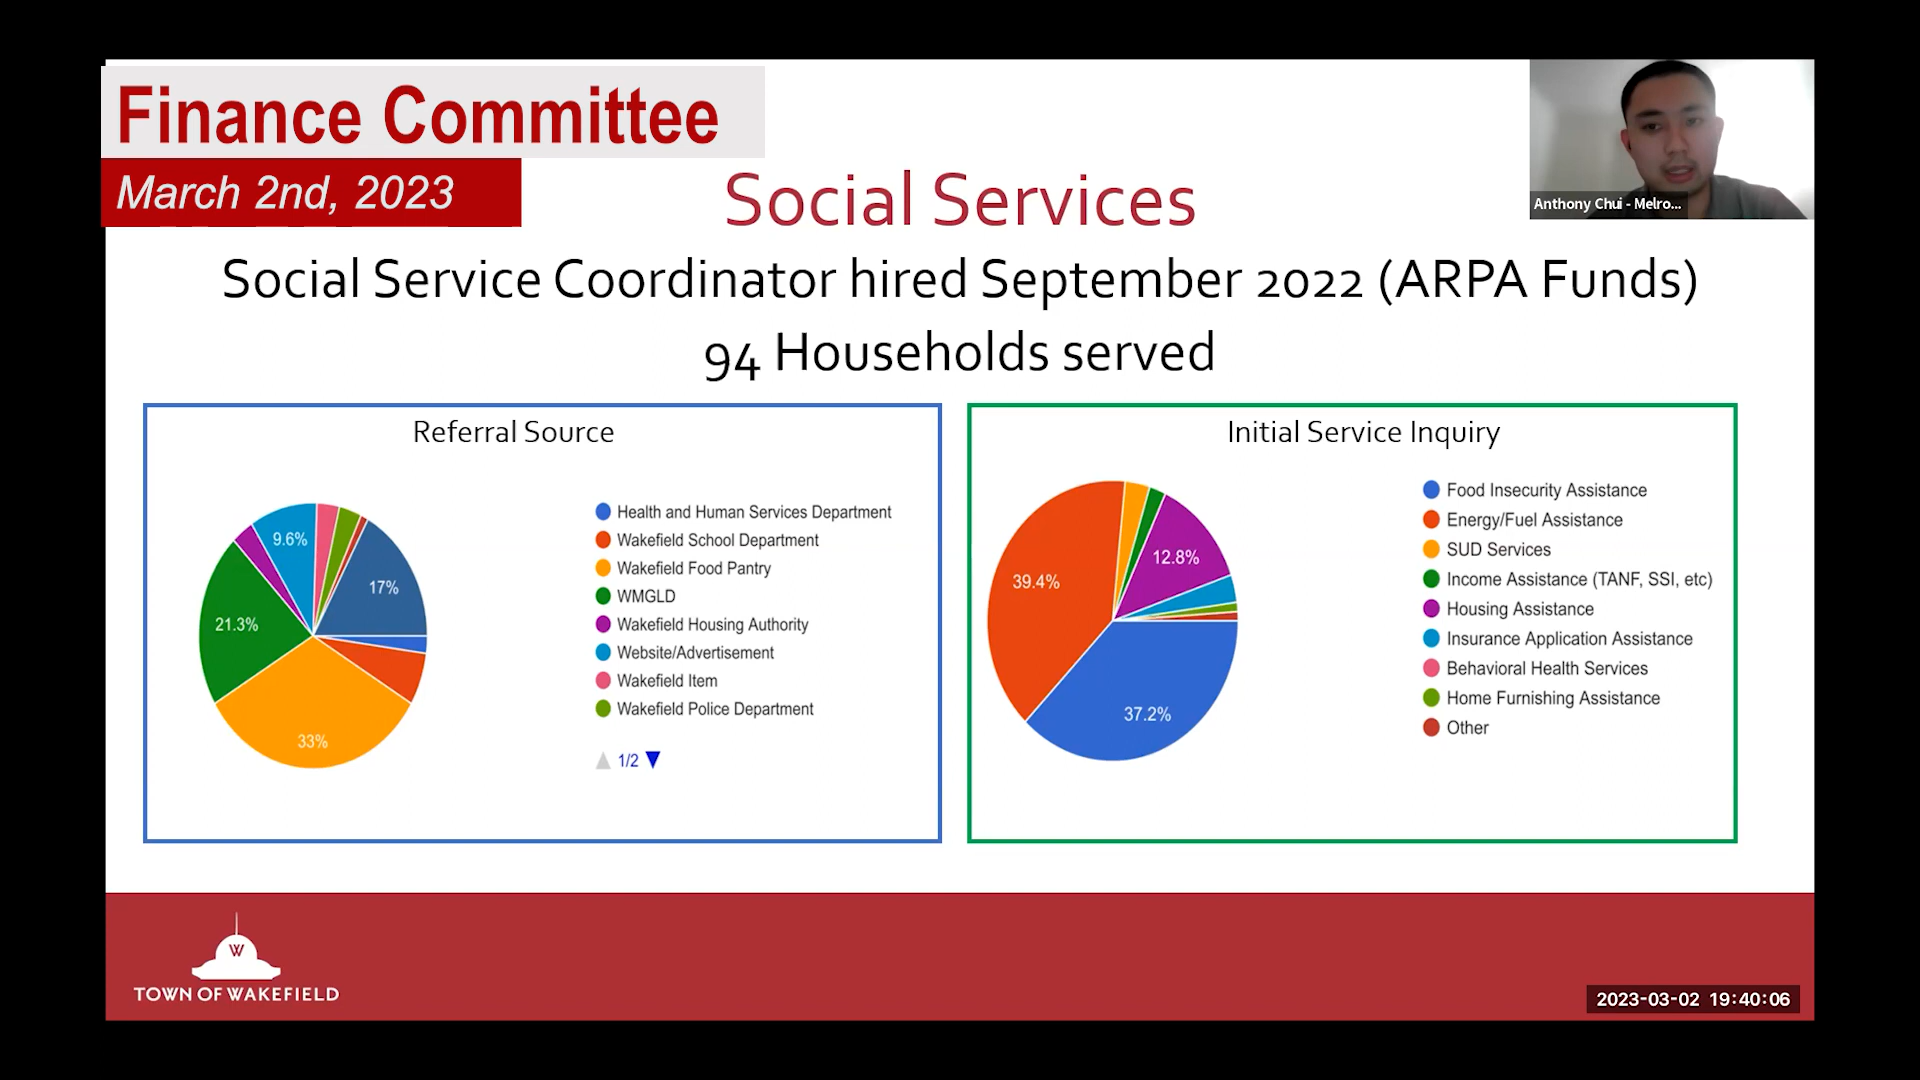 Finance Committee
March 2nd, 2023
Anthony Chui - Melro...
Social Services
Social Service Coordinator hired September 2022 (ARPA Funds)
94 Households served
Referral Source
9.6%
17%
21.3%
33%
Health and Human Services Department
Wakefield School Department
Wakefield Food Pantry
WMGLD
Wakefield Housing Authority
Website/Advertisement
Wakefield Item
Wakefield Police Department
1/2
Initial Service Inquiry
12.8%
39.4%
37.2%
Food Insecurity Assistance
Energy/Fuel Assistance
SUD Services
Income Assistance (TANF, SSI, etc)
Housing Assistance
Insurance Application Assistance
Behavioral Health Services
Home Furnishing Assistance
Other
W
TOWN OF WAKEFIELD
2023-03-02 19:40:06